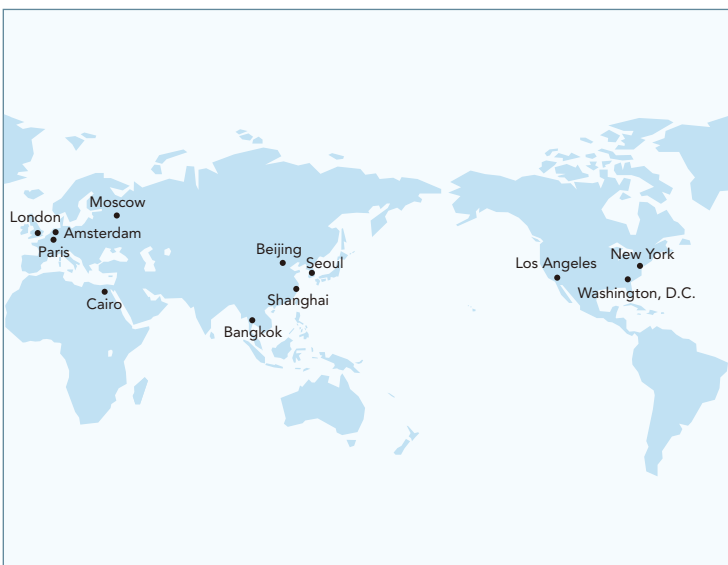 Moscow
London
Amsterdam
Paris
Beijing
Seoul
Los Angeles
New York
Cairo
Shanghai
Washington, D.C.
Bangkok